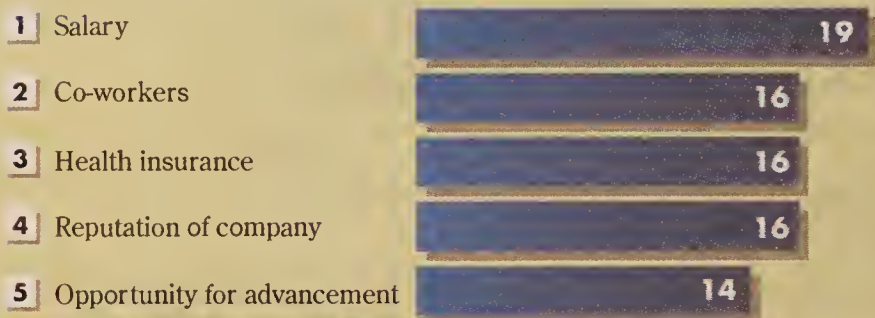 1 Salary 19
2 Co-workers 16
3 Health insurance 16
4 Reputation of company 16
5 Opportunity for advancement 14